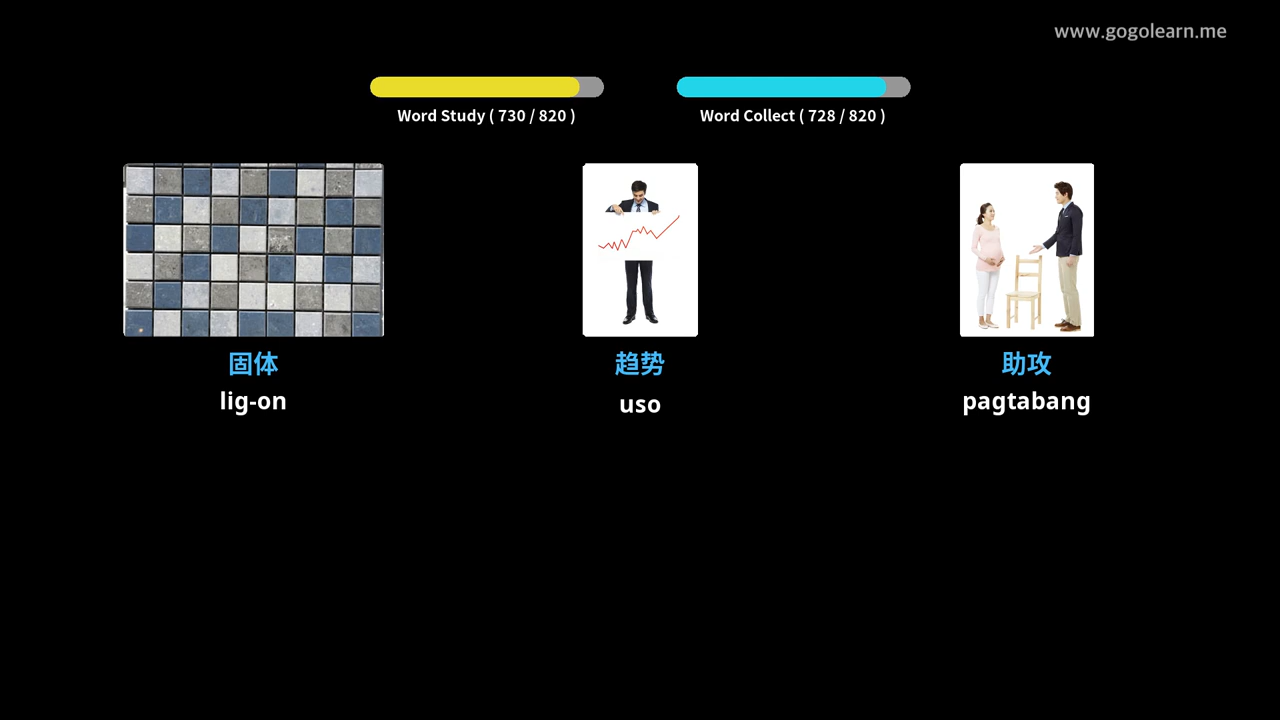 www.gogolearn.me
Word Study ( 730 / 820 )
Word Collect ( 728 / 820 )
固体
lig-on
趋势
uso
助攻
pagtabang